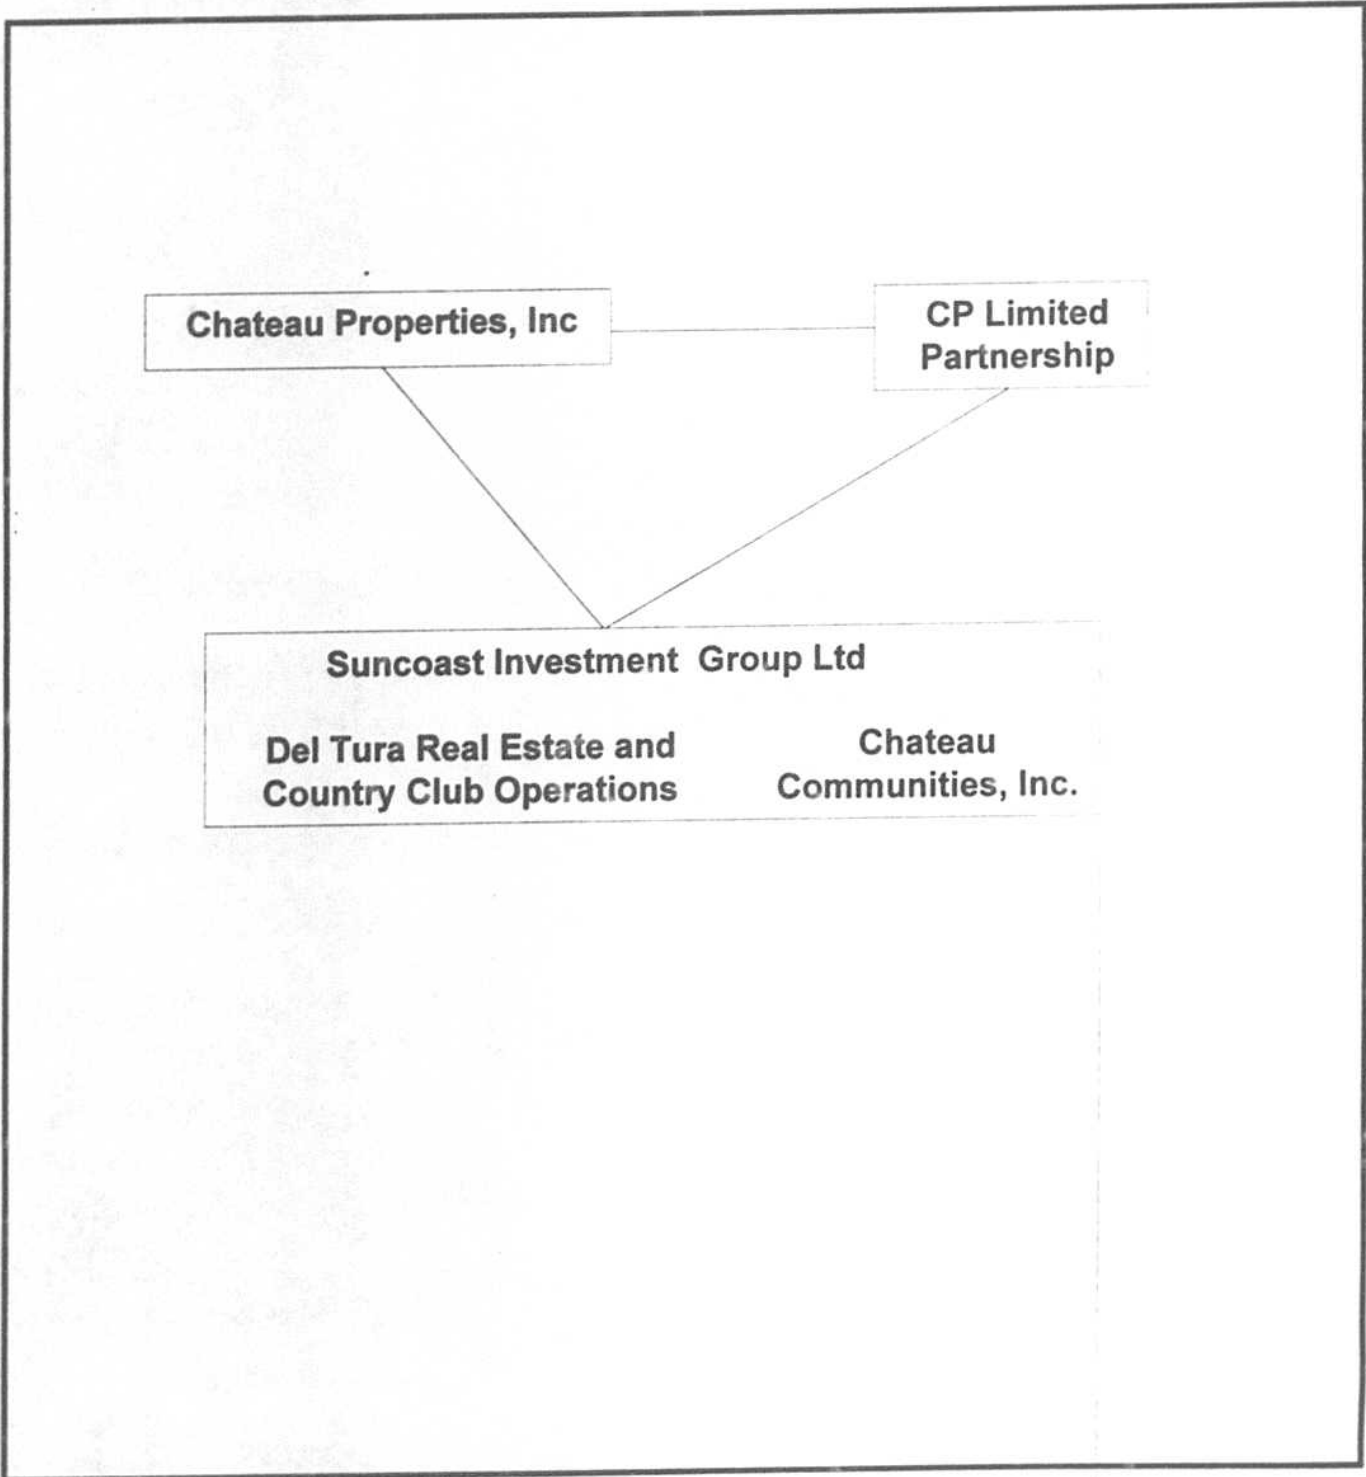 Chateau Properties, Inc
CP Limited
Partnership
Suncoast Investment Group Ltd
Del Tura Real Estate and
Country Club Operations
Chateau
Communities, Inc.